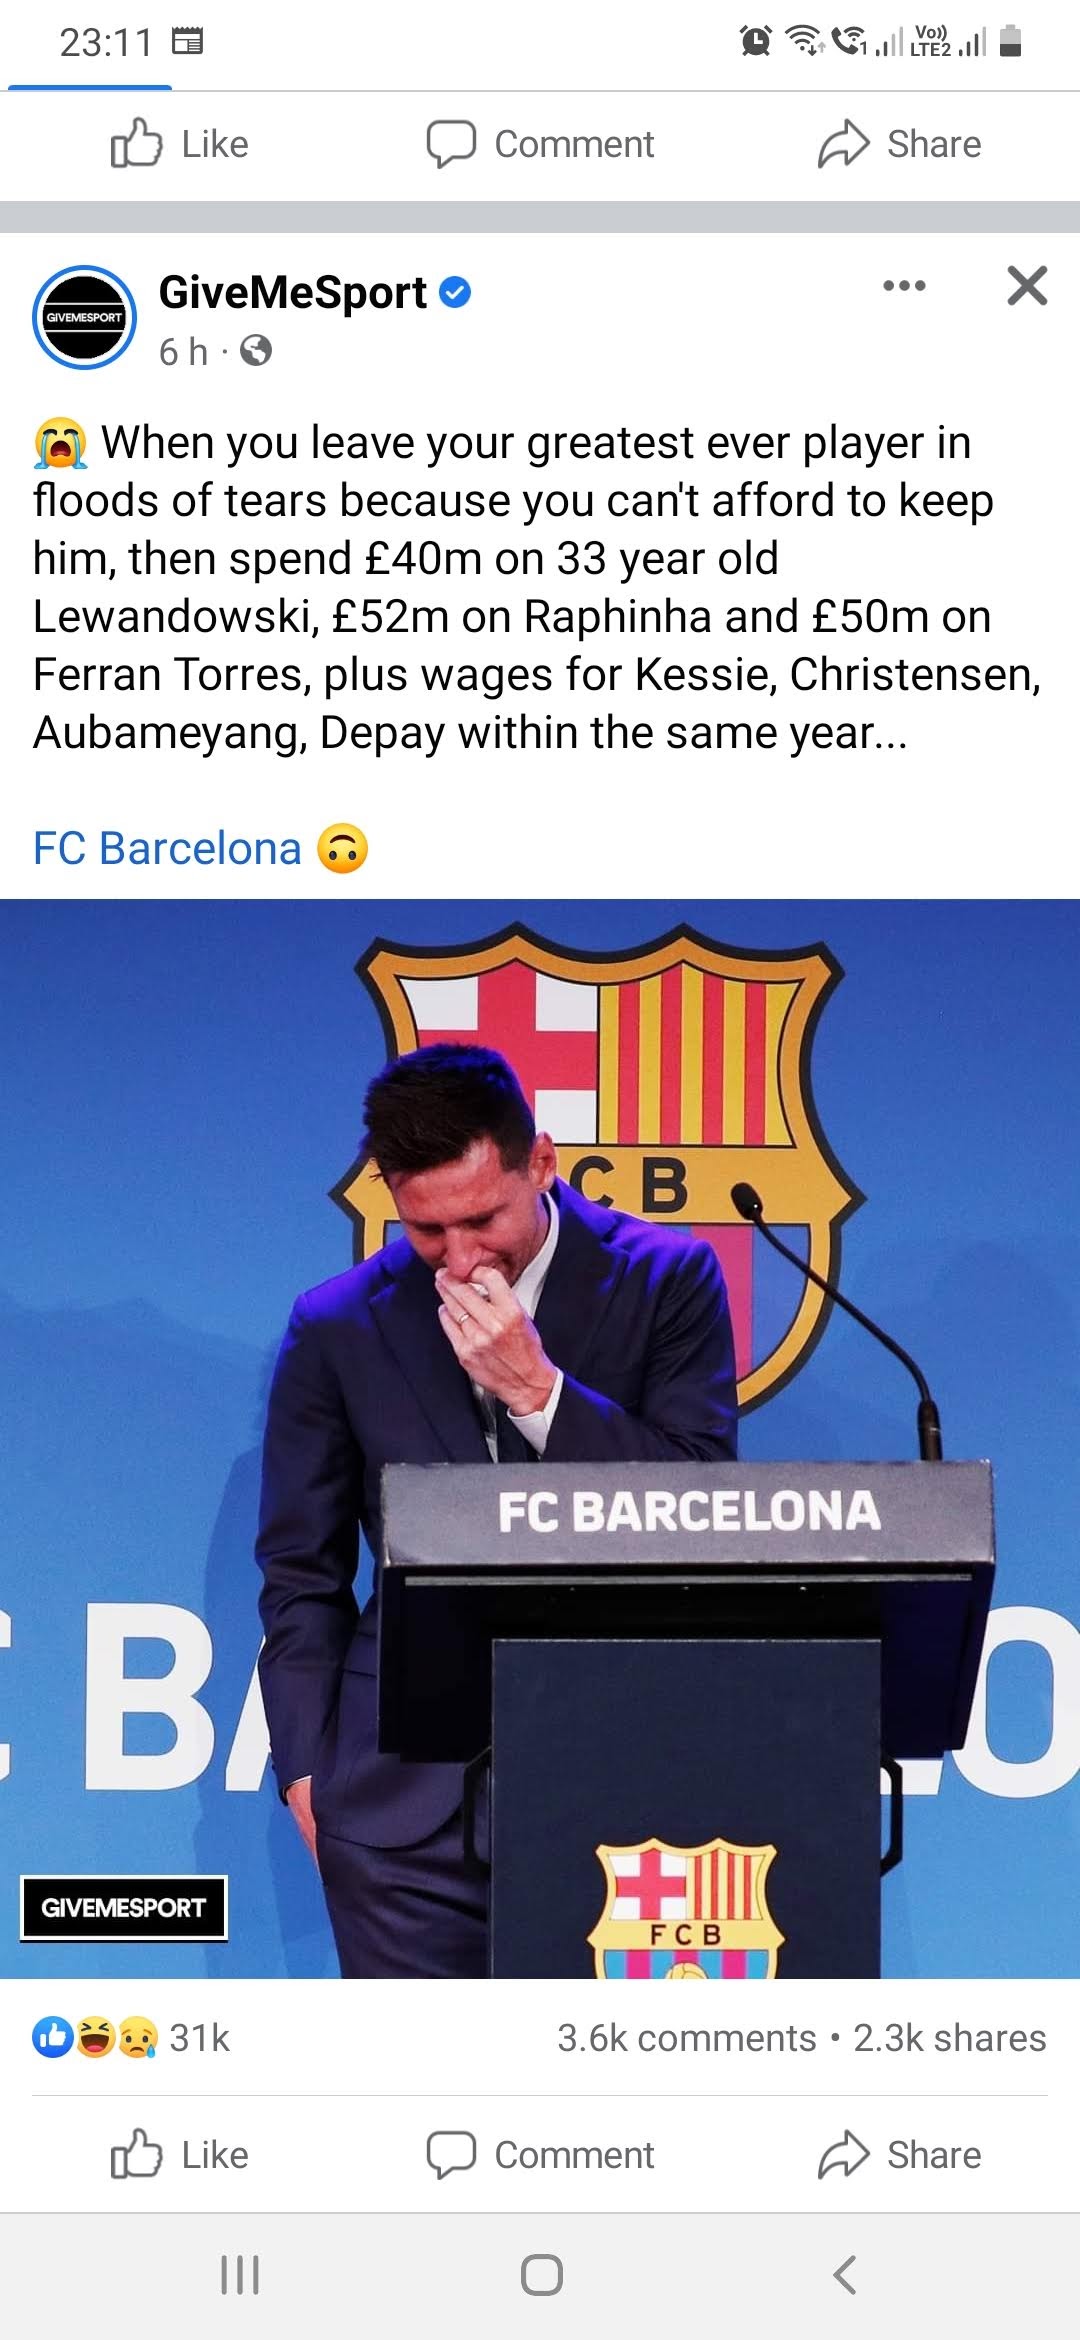 23:11
1 Vo)) LTE2
Like Comment Share
GIVEMESPORT
GiveMeSport
6 h ·
😭 When you leave your greatest ever player in
floods of tears because you can't afford to keep
him, then spend £40m on 33 year old
Lewandowski, £52m on Raphinha and £50m on
Ferran Torres, plus wages for Kessie, Christensen,
Aubameyang, Depay within the same year...
FC Barcelona 🙃
C B
FC BARCELONA
C BA LO
GIVEMESPORT
F C B
31k 3.6k comments • 2.3k shares
Like Comment Share